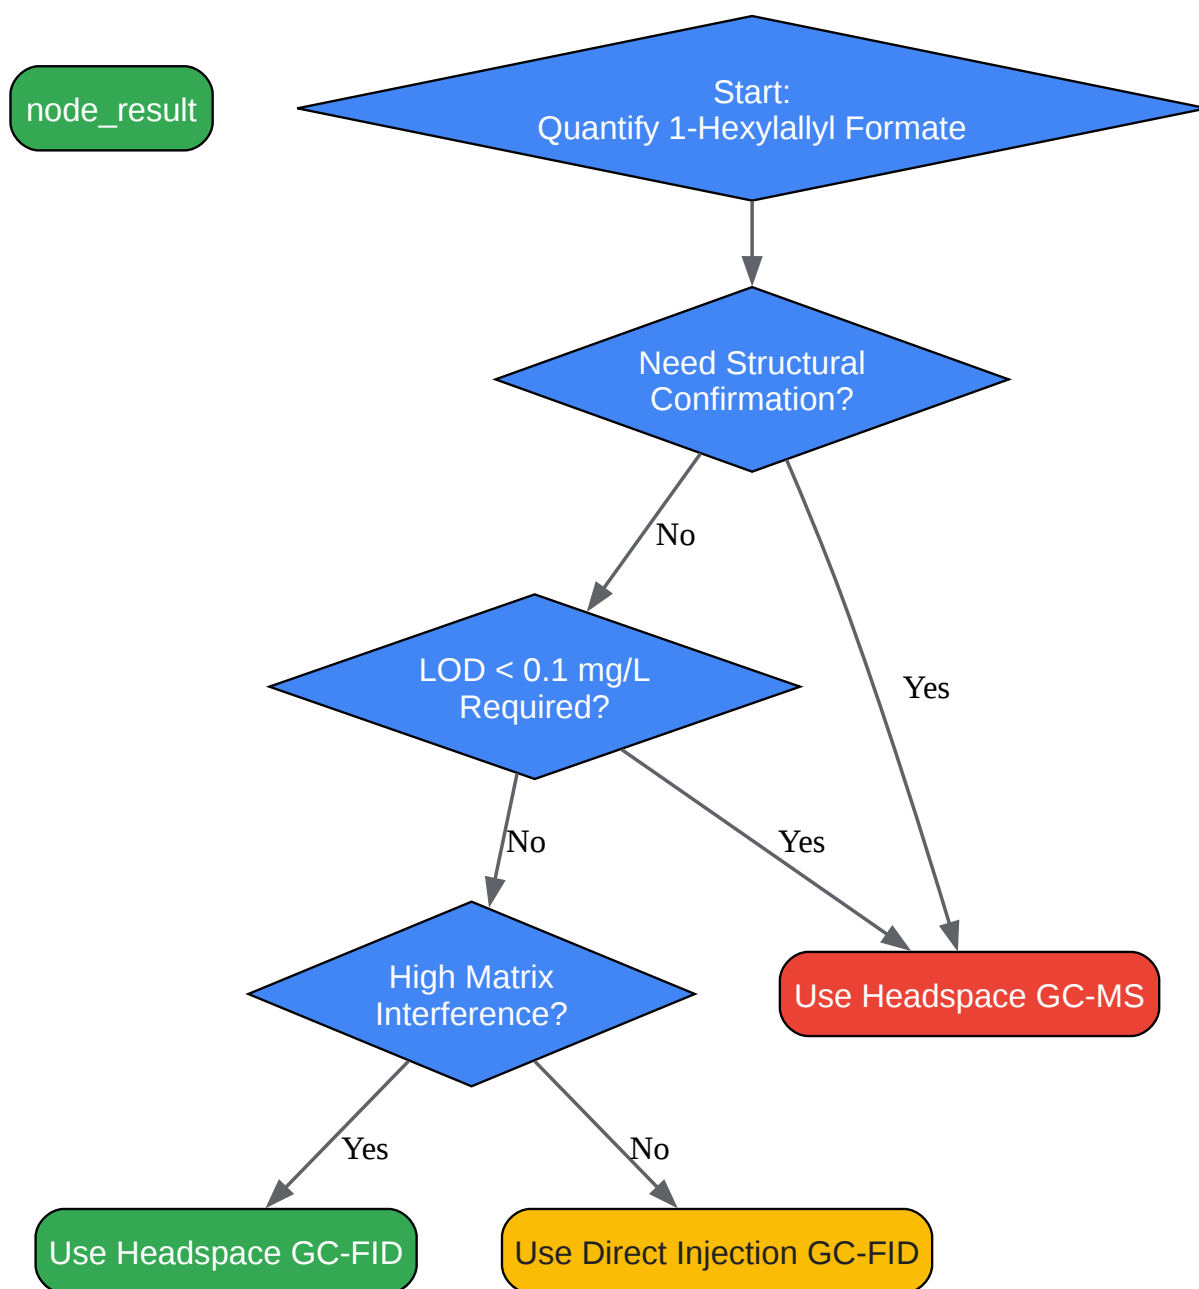 node_result
Start:
Quantify 1-Hexylallyl Formate
Need Structural
Confirmation?
No
Yes
LOD < 0.1 mg/L
Required?
No
Yes
High Matrix
Interference?
Use Headspace GC-MS
Yes
No
Use Headspace GC-FID
Use Direct Injection GC-FID